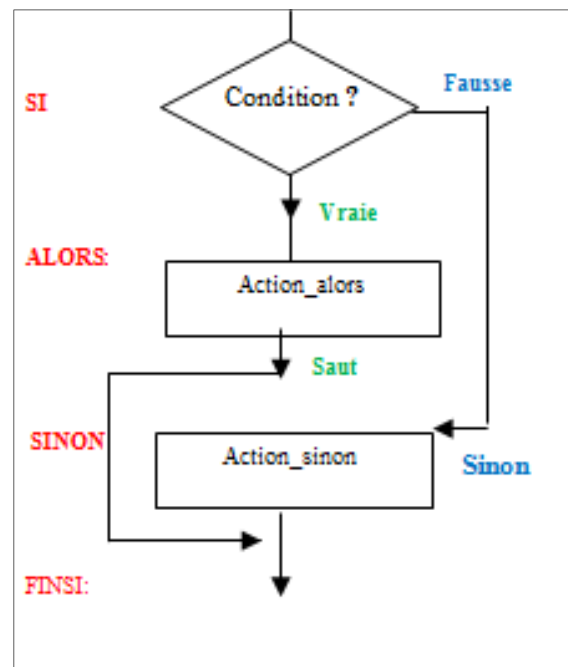 SI
Condition ?
Fausse
Vraie
ALORS:
Action_alors
Saut
SINON
Action_sinon
Sinon
FINSI: